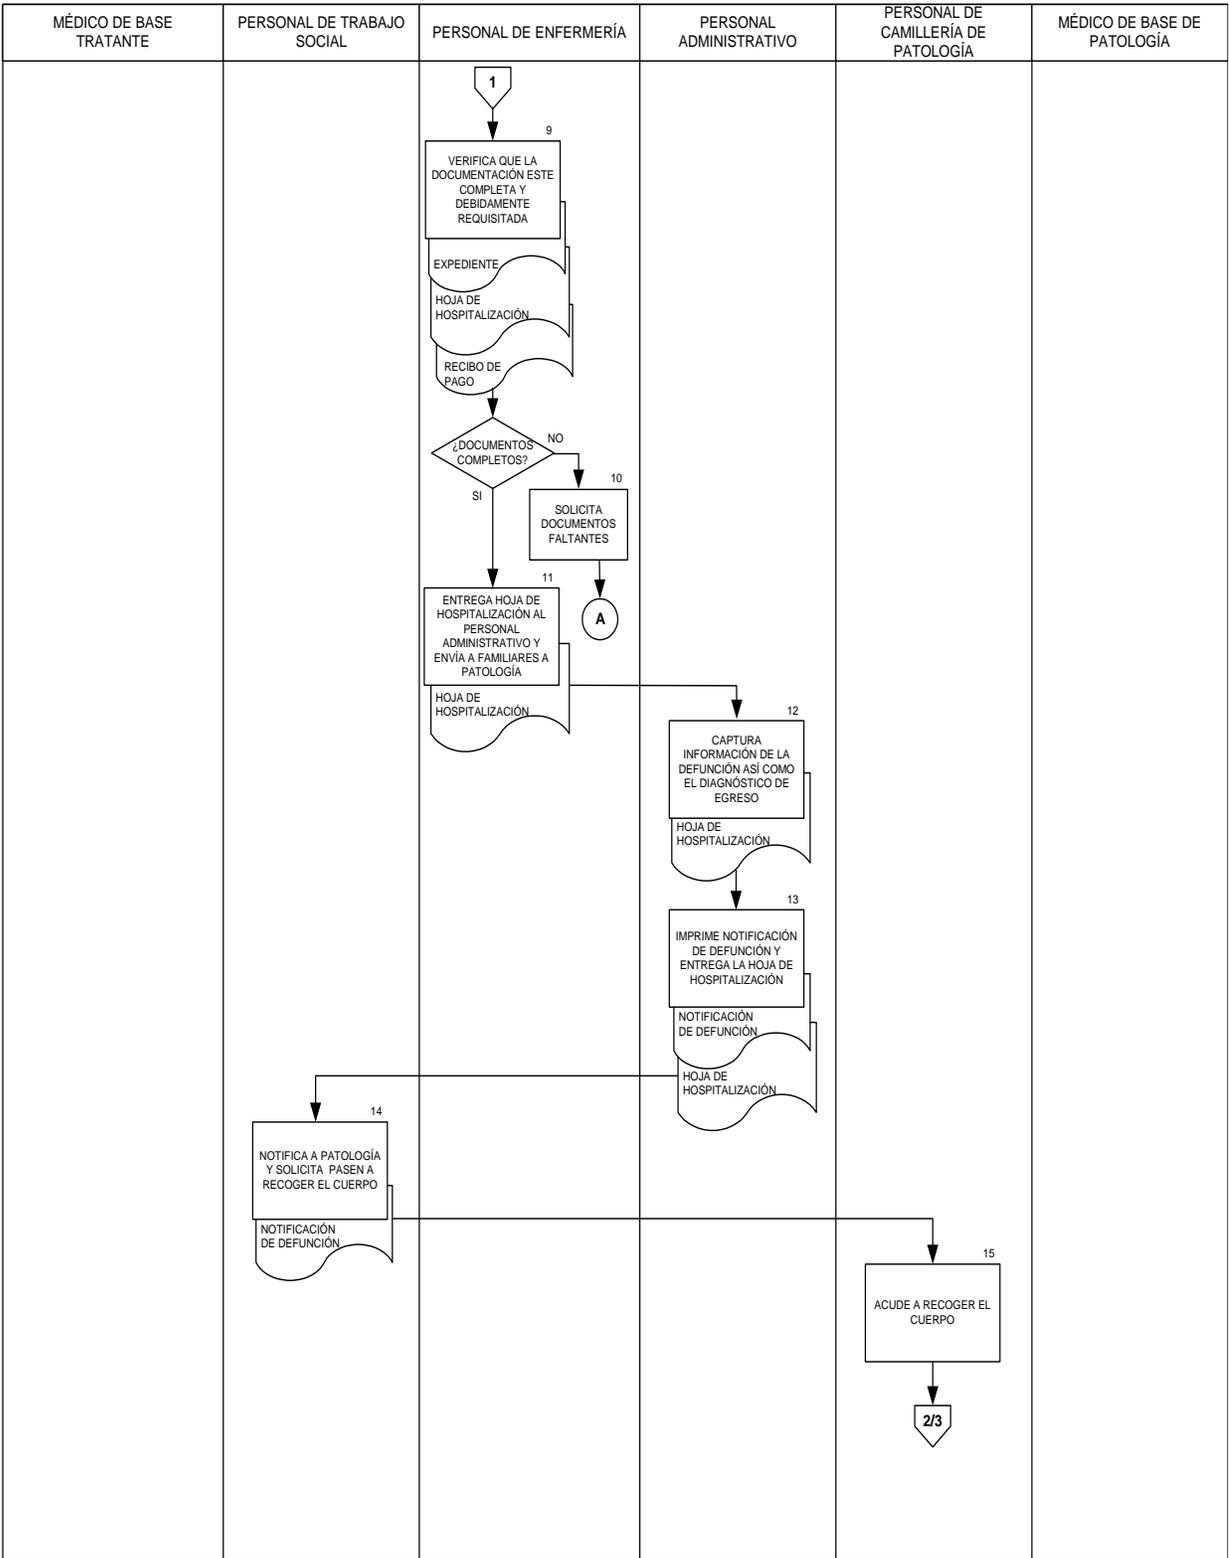 MÉDICO DE BASE
TRATANTE
PERSONAL DE TRABAJO
SOCIAL
PERSONAL DE ENFERMERÍA
PERSONAL
ADMINISTRATIVO
PERSONAL DE
CAMILLERÍA DE
PATOLOGÍA
MÉDICO DE BASE DE
PATOLOGÍA
1
9
VERIFICA QUE LA
DOCUMENTACIÓN ESTE
COMPLETA Y
DEBIDAMENTE
REQUISITADA
EXPEDIENTE
HOJA DE
HOSPITALIZACIÓN
RECIBO DE
PAGO
¿DOCUMENTOS
COMPLETOS?
NO
SI
10
SOLICITA
DOCUMENTOS
FALTANTES
A
11
ENTREGA HOJA DE
HOSPITALIZACIÓN AL
PERSONAL
ADMINISTRATIVO Y
ENVÍA A FAMILIARES A
PATOLOGÍA
HOJA DE
HOSPITALIZACIÓN
12
CAPTURA
INFORMACIÓN DE LA
DEFUNCIÓN ASÍ COMO
EL DIAGNÓSTICO DE
EGRESO
HOJA DE
HOSPITALIZACIÓN
13
IMPRIME NOTIFICACIÓN
DE DEFUNCIÓN Y
ENTREGA LA HOJA DE
HOSPITALIZACIÓN
NOTIFICACIÓN
DE DEFUNCIÓN
HOJA DE
HOSPITALIZACIÓN
14
NOTIFICA A PATOLOGÍA
Y SOLICITA PASEN A
RECOGER EL CUERPO
NOTIFICACIÓN
DE DEFUNCIÓN
15
ACUDE A RECOGER EL
CUERPO
2/3